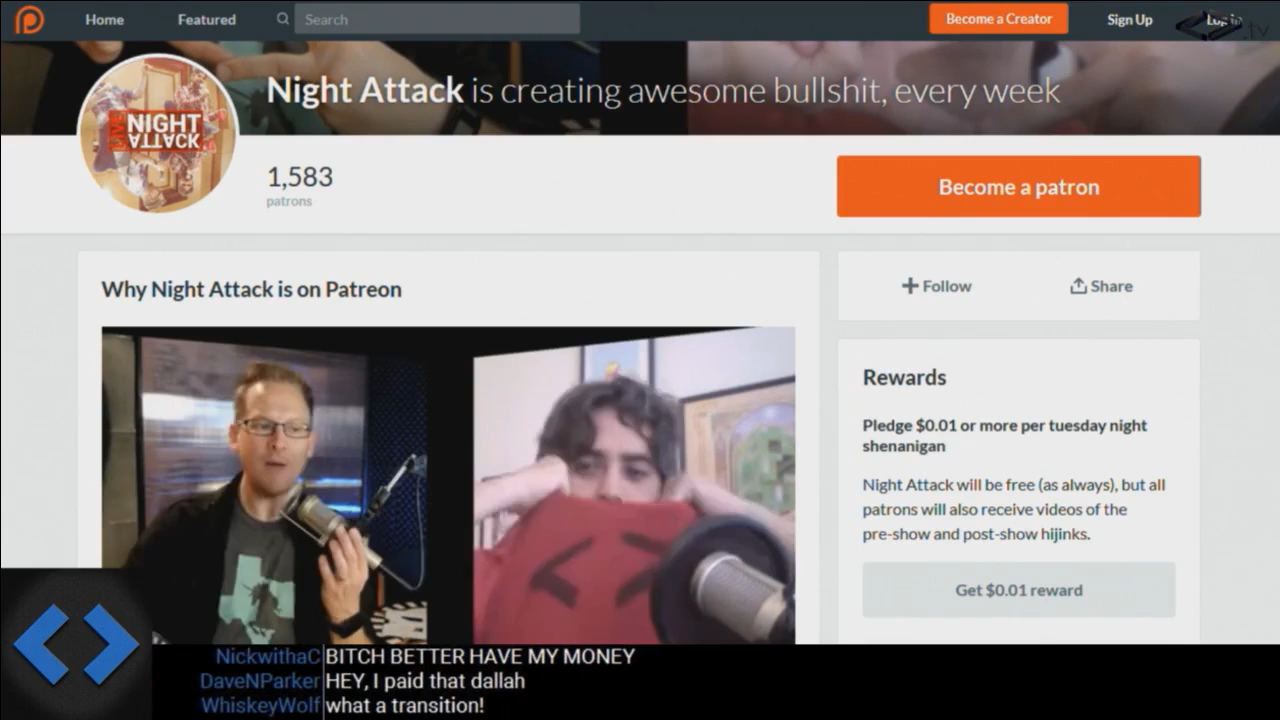 Home
Featured
Search
Become a Creator
Sign Up
Log in
.tv
Night Attack is creating awesome bullshit, every week
LIVE
NIGHT
ATTACK
1,583
patrons
Become a patron
Why Night Attack is on Patreon
Follow
Share
Rewards
Pledge $0.01 or more per tuesday night
shenanigan
Night Attack will be free (as always), but all
patrons will also receive videos of the
pre-show and post-show hijinks.
Get $0.01 reward
NickwithaC BITCH BETTER HAVE MY MONEY
DaveNParker HEY, I paid that dallah
WhiskeyWolf what a transition!